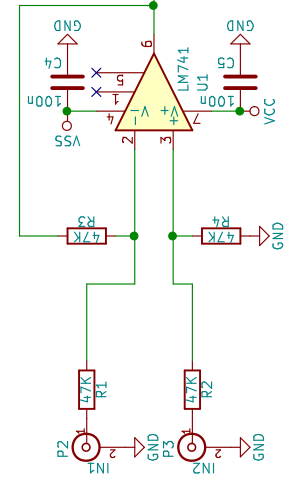 GND
GND
6
C4
100n
LM741
U1
C5
100n
5
1
4
V-
V+
7
VSS
VCC
2
-
+
3
R3
47K
R4
47K
GND
47K
R1
47K
R2
P2
1
2
GND
IN1
P3
1
2
GND
IN2